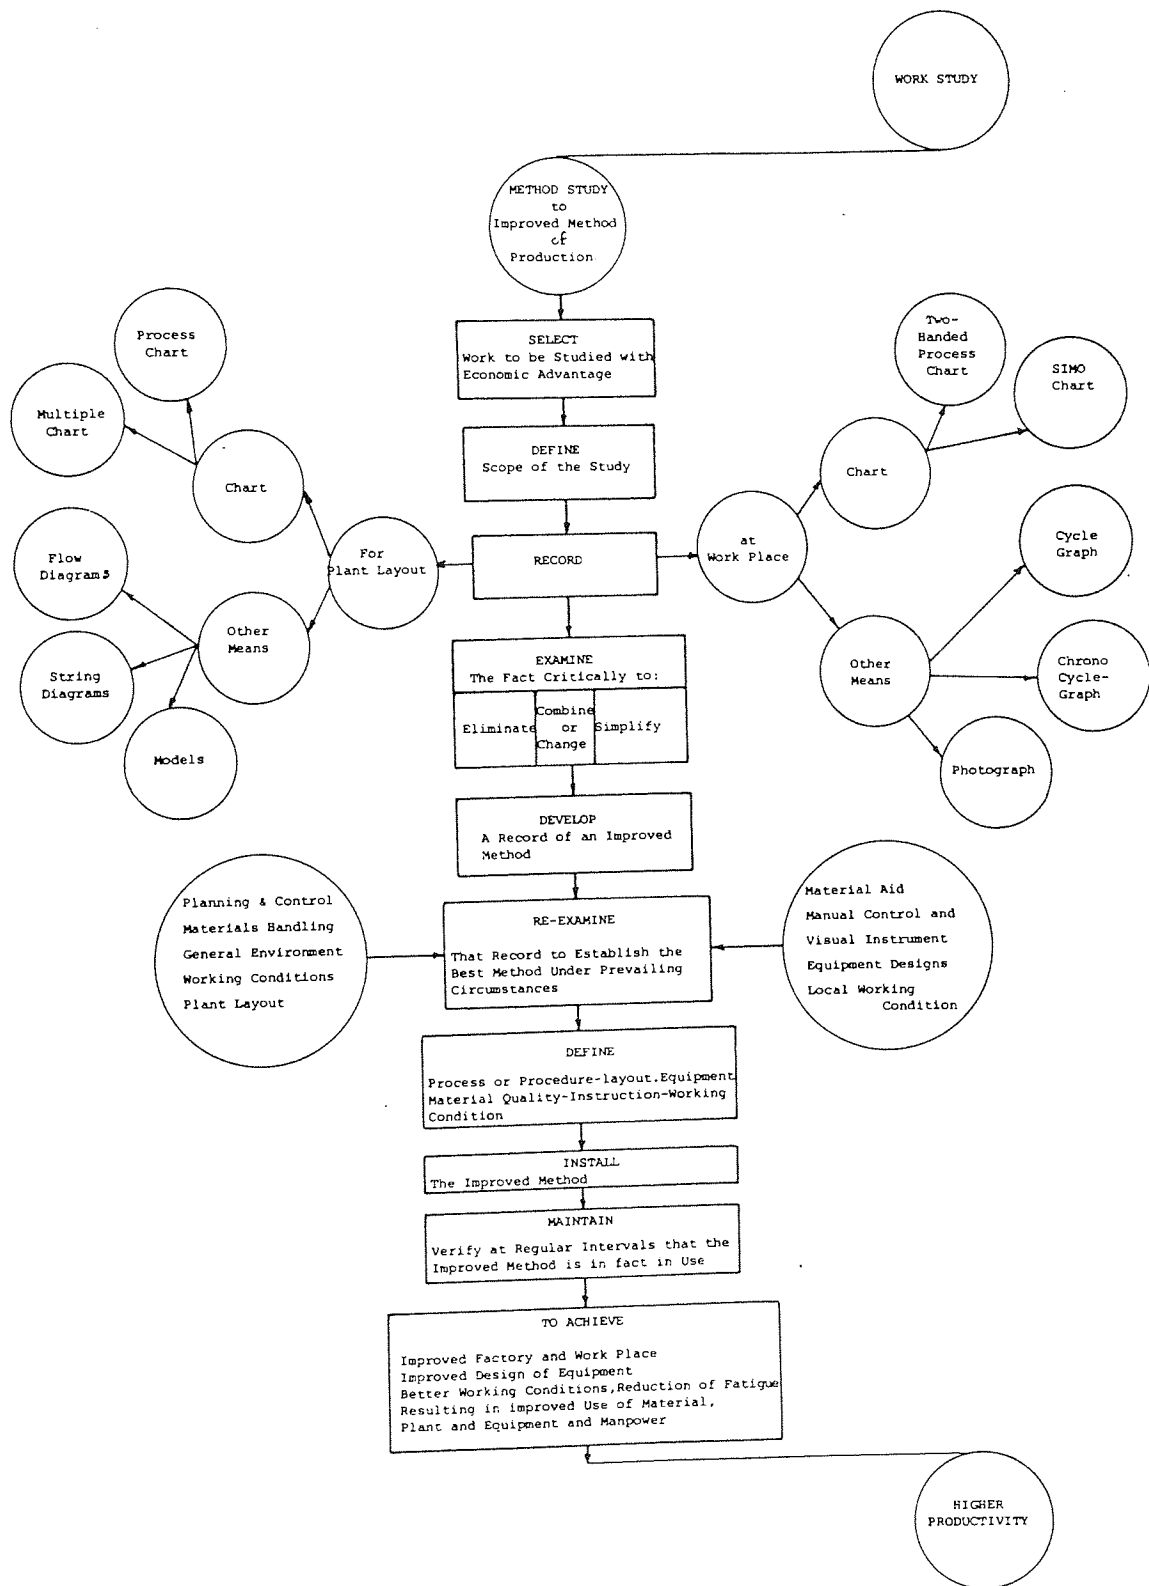 WORK STUDY
METHOD STUDY
to
Improved Method
of
Production
SELECT
Work to be Studied with
Economic Advantage
DEFINE
Scope of the Study
RECORD
For
Plant Layout
Chart
Process
Chart
Multiple
Chart
Other
Means
Flow
Diagrams
String
Diagrams
Models
at
Work Place
Chart
Two-
Handed
Process
Chart
SIMO
Chart
Other
Means
Cycle
Graph
Chrono
Cycle-
Graph
Photograph
EXAMINE
The Fact Critically to:
Eliminate
Combine
or
Change
Simplify
DEVELOP
A Record of an Improved
Method
Planning & Control
Materials Handling
General Environment
Working Conditions
Plant Layout
RE-EXAMINE
That Record to Establish the
Best Method Under Prevailing
Circumstances
Material Aid
Manual Control and
Visual Instrument
Equipment Designs
Local Working
Condition
DEFINE
Process or Procedure-layout.Equipment
Material Quality-Instruction-Working
Condition
INSTALL
The Improved Method
MAINTAIN
Verify at Regular Intervals that the
Improved Method is in fact in Use
TO ACHIEVE
Improved Factory and Work Place
Improved Design of Equipment
Better Working Conditions,Reduction of Fatigue
Resulting in improved Use of Material,
Plant and Equipment and Manpower
HIGHER
PRODUCTIVITY